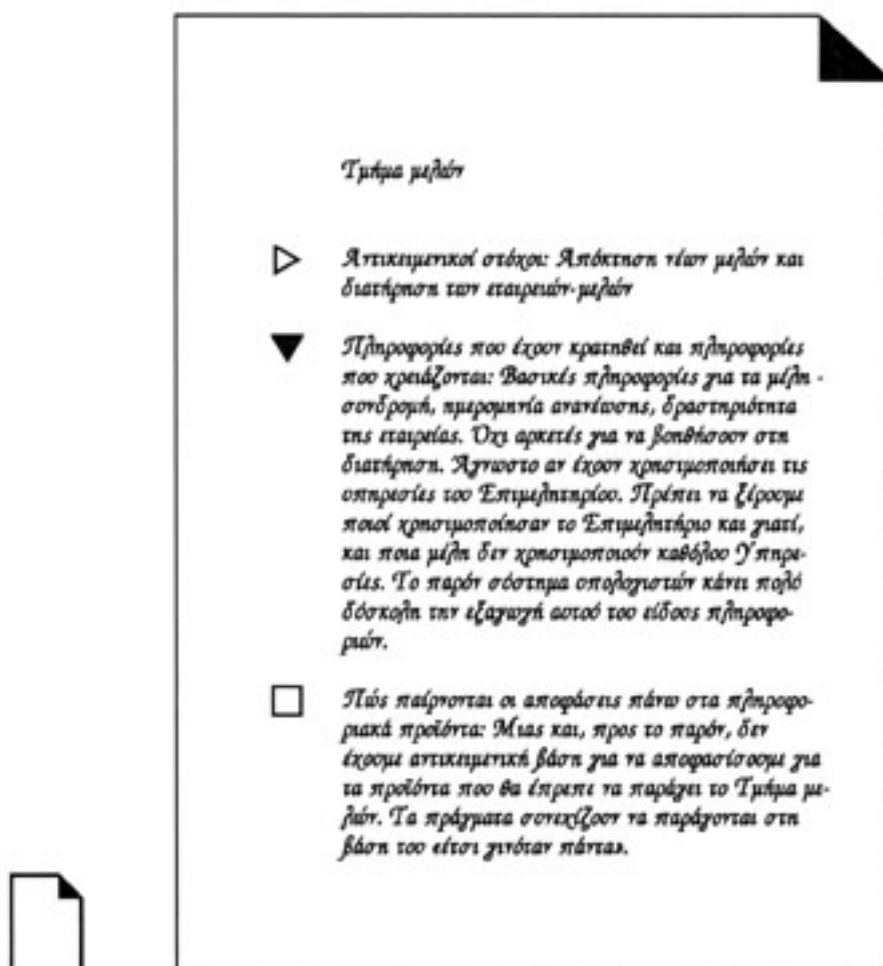 Τμήμα μελών
Αντικειμενικοί στόχοι: Απόκτηση νέων μελών και
διατήρηση των εταιρειών-μελών
Πληροφορίες που έχουν κρατηθεί και πληροφορίες
που χρειάζονται: Βασικές πληροφορίες για τα μέλη -
συνδρομή, ημερομηνία ανανέωσης, δραστηριότητα
της εταιρείας. Όχι αρκετές για να βοηθήσουν στη
διατήρηση. Άγνωστο αν έχουν χρησιμοποιήσει τις
υπηρεσίες του Επιμελητηρίου. Πρέπει να ξέρουμε
ποιοί χρησιμοποίησαν το Επιμελητήριο και γιατί,
και ποια μέλη δεν χρησιμοποιούν καθόλου Υπηρε-
σίες. Το παρόν σύστημα υπολογιστών κάνει πολύ
δύσκολη την εξαγωγή αυτού του είδους πληροφο-
ριών.
Πώς παίρνονται οι αποφάσεις πάνω στα πληροφο-
ριακά προϊόντα: Μιας και, προς το παρόν, δεν
έχουμε αντικειμενική βάση για να αποφασίσουμε για
τα προϊόντα που θα έπρεπε να παράγει το Τμήμα με-
λών. Τα πράγματα συνεχίζουν να παράγονται στη
βάση του «έτσι γινόταν πάντα».